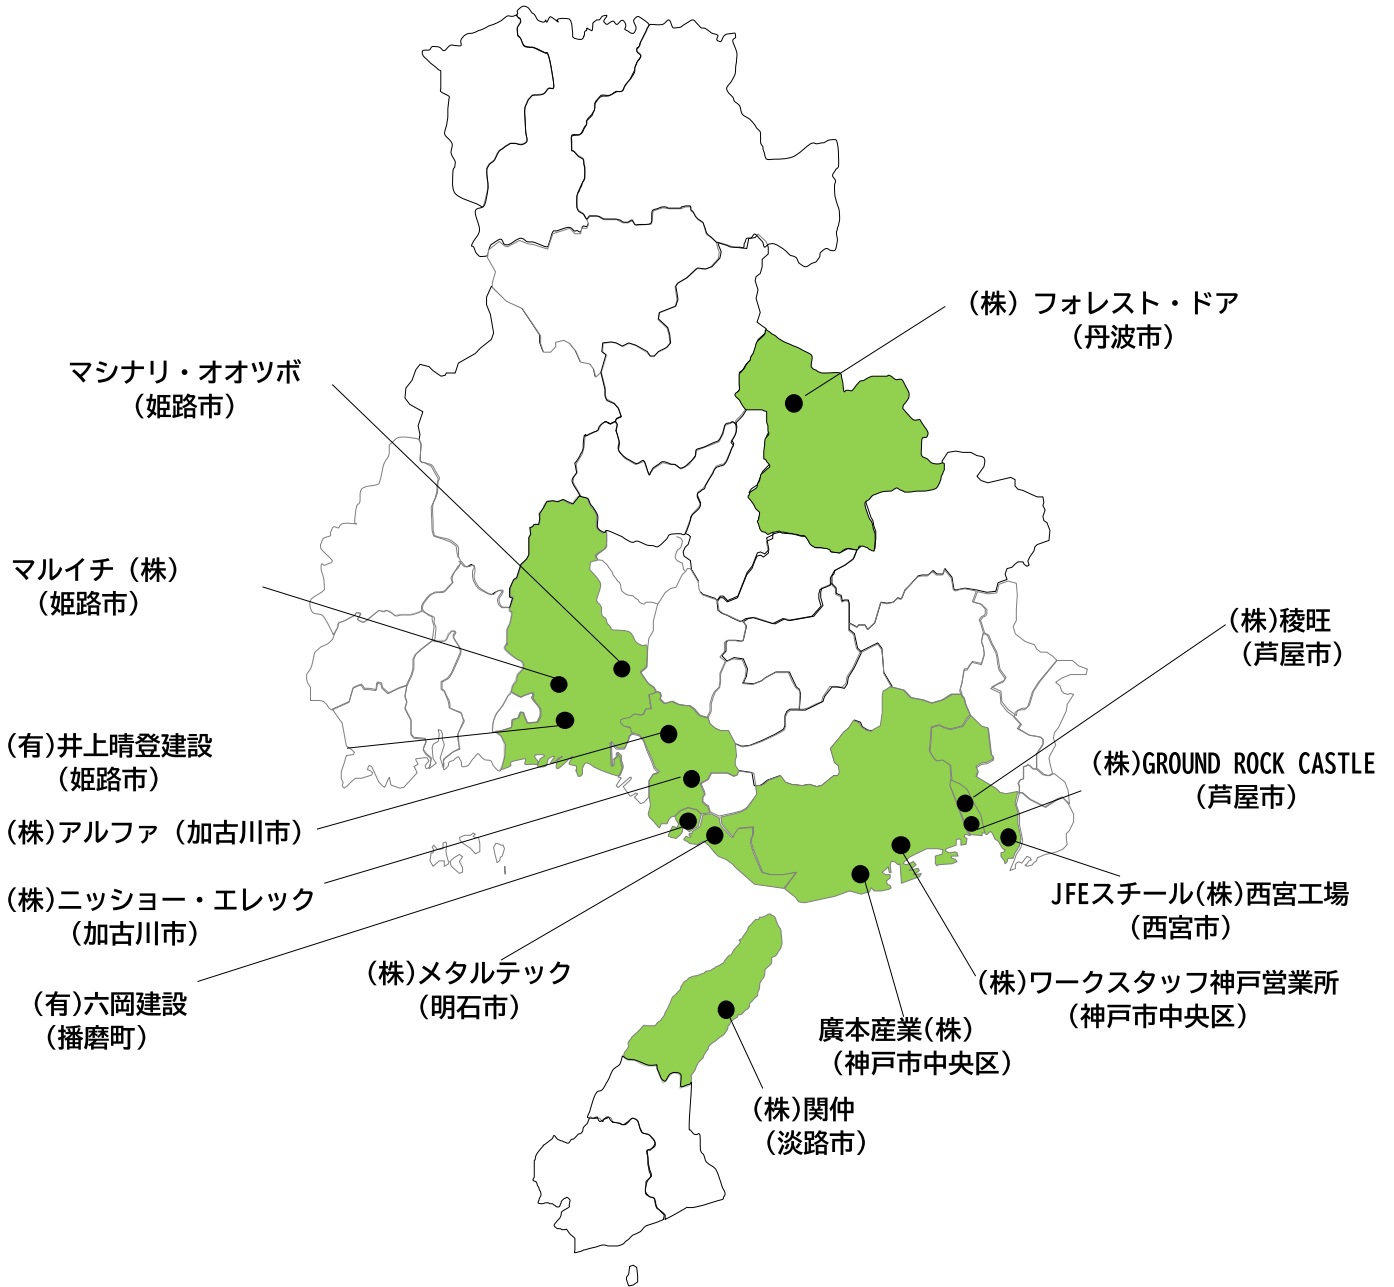 （株）フォレスト・ドア
（丹波市）
マシナリ・オオツボ
（姫路市）
マルイチ（株）
（姫路市）
（有）井上晴登建設
（姫路市）
（株）アルファ（加古川市）
（株）ニッショー・エレック
（加古川市）
（有）六岡建設
（播磨町）
（株）メタルテック
（明石市）
（株）稜旺
（芦屋市）
（株）GROUND ROCK CASTLE
（芦屋市）
JFEスチール（株）西宮工場
（西宮市）
（株）ワークスタッフ神戸営業所
（神戸市中央区）
廣本産業（株）
（神戸市中央区）
（株）関仲
（淡路市）